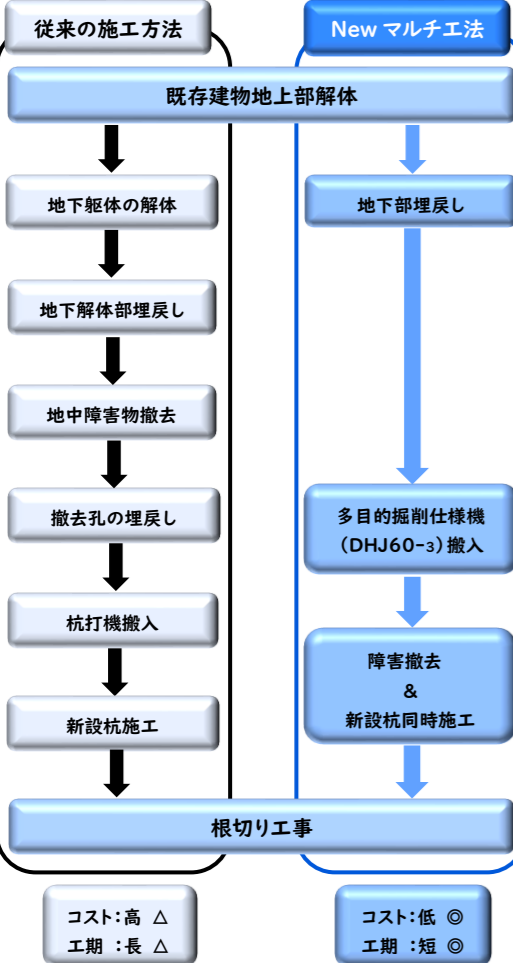 従来の施工方法
New マルチ工法
既存建物地上部解体
地下躯体の解体
地下解体部埋戻し
地中障害物撤去
撤去孔の埋戻し
杭打機搬入
新設杭施工
地下部埋戻し
多目的掘削仕様機
（DHJ60-3）搬入
障害撤去
&
新設杭同時施工
根切り工事
コスト：高 △
工期 ：長 △
コスト：低 ◎
工期 ：短 ◎